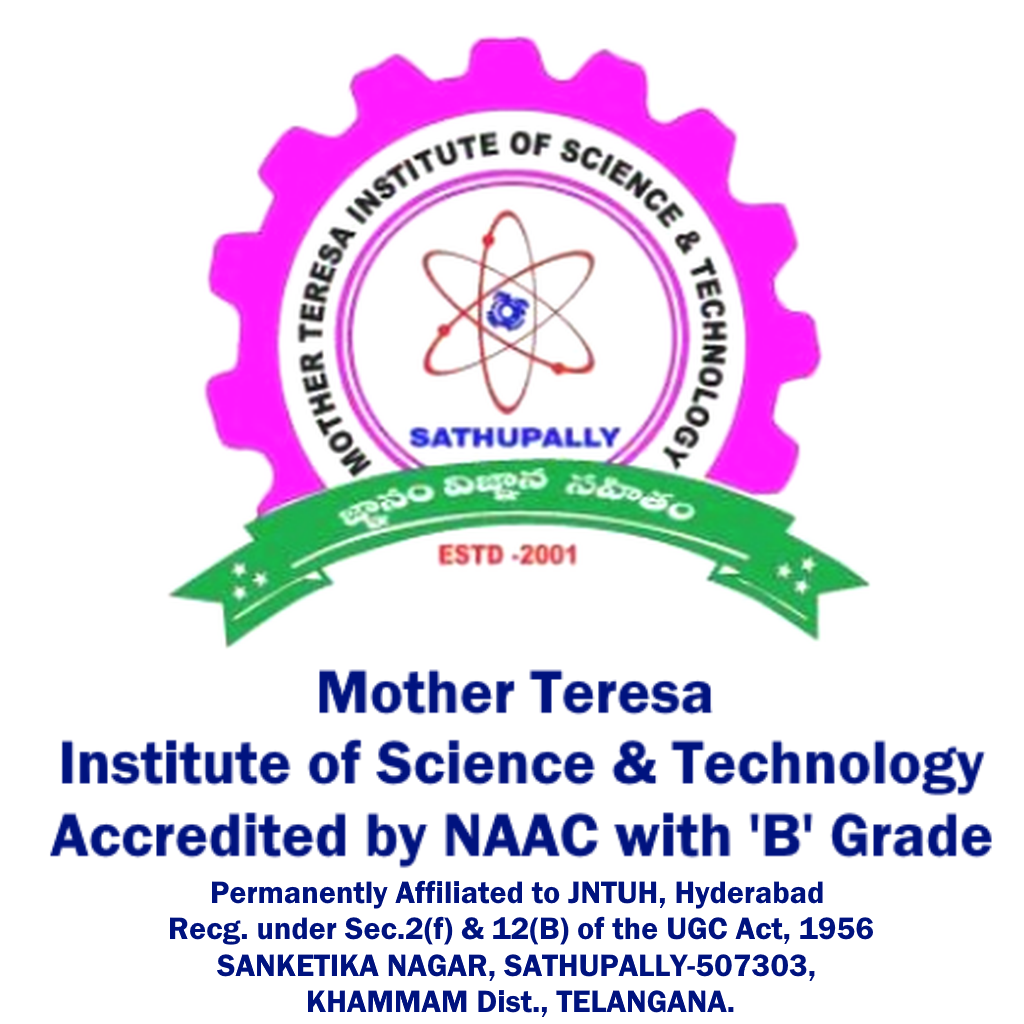 MOTHER TERESA INSTITUTE OF SCIENCE & TECHNOLOGY
SATHUPALLY
జ్ఞానం విజ్ఞాన సహితం
ESTD -2001
Mother Teresa
Institute of Science & Technology
Accredited by NAAC with 'B' Grade
Permanently Affiliated to JNTUH, Hyderabad
Recg. under Sec.2(f) & 12(B) of the UGC Act, 1956
SANKETIKA NAGAR, SATHUPALLY-507303,
KHAMMAM Dist., TELANGANA.